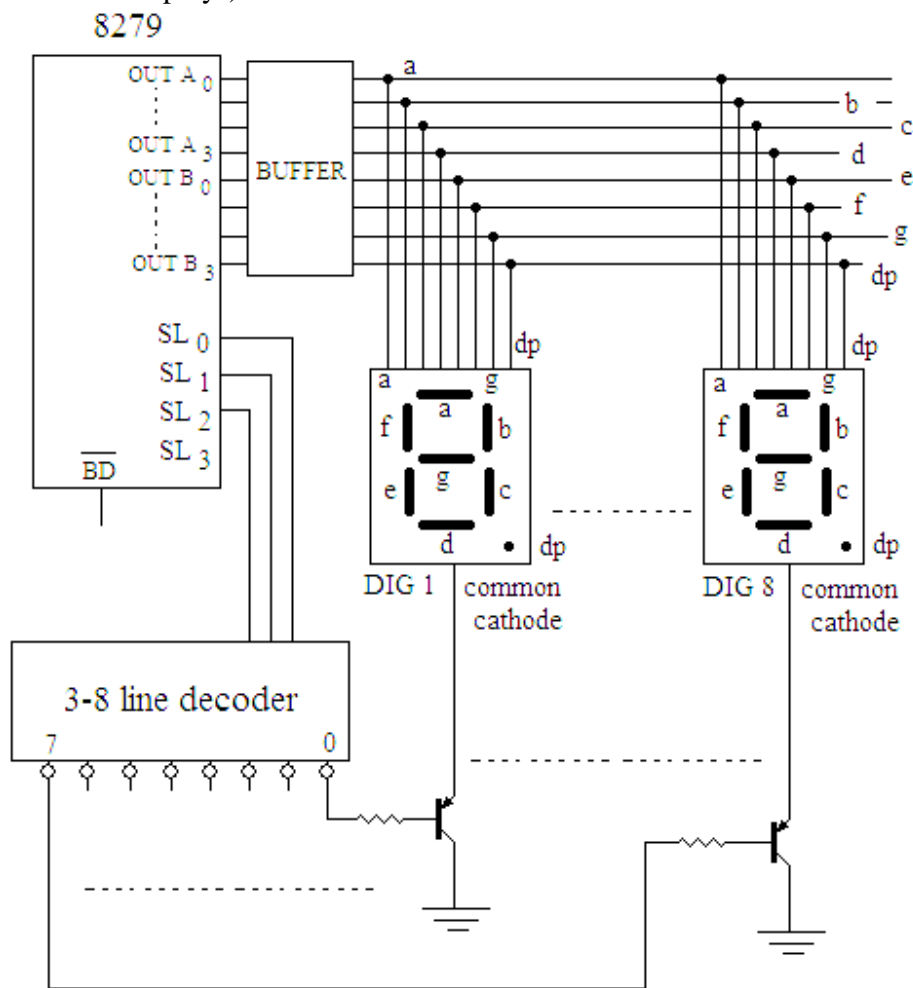 8279
OUT A 0
OUT A 3
OUT B 0
OUT B 3
BUFFER
a
b
c
d
e
f
g
dp
SL 0
SL 1
SL 2
SL 3
BD
dp
a g
a
f b
g
e c
d dp
DIG 1
common
cathode
dp
a g
a
f b
g
e c
d dp
DIG 8
common
cathode
3-8 line decoder
7 0